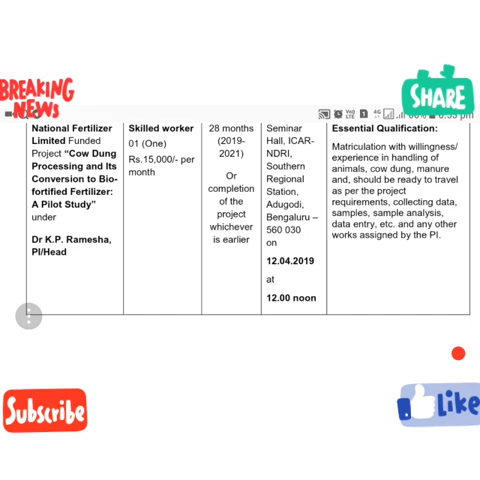 BREAKING
NEWS
SHARE
National Fertilizer
Limited Funded
Project "Cow Dung
Processing and Its
Conversion to Bio-
fortified Fertilizer:
A Pilot Study"
under
Dr K.P. Ramesha,
PI/Head
Skilled worker
01 (One)
Rs.15,000/- per
month
28 months
(2019-
2021)
Or
completion
of the
project
whichever
is earlier
Seminar
Hall, ICAR-
NDRI,
Southern
Regional
Station,
Adugodi,
Bengaluru –
560 030
on
12.04.2019
at
12.00 noon
Essential Qualification:
Matriculation with willingness/
experience in handling of
animals, cow dung, manure
and, should be ready to travel
as per the project
requirements, collecting data,
samples, sample analysis,
data entry, etc. and any other
works assigned by the PI.
Subscribe
Like